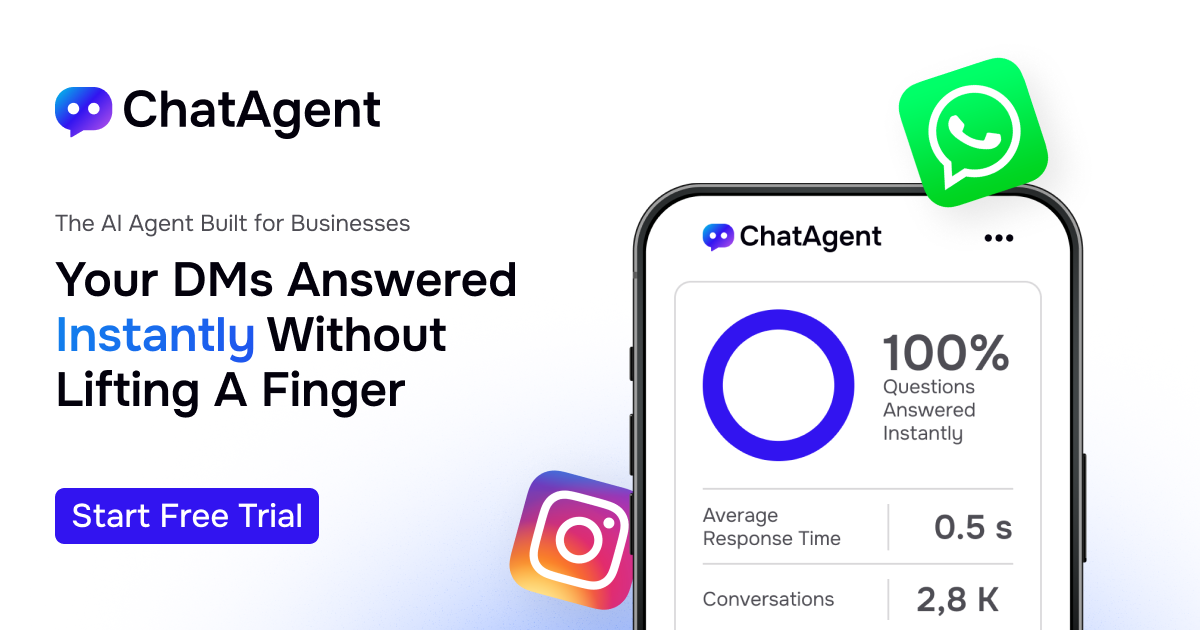 ChatAgent
The AI Agent Built for Businesses
Your DMs Answered
Instantly Without
Lifting A Finger
Start Free Trial
ChatAgent
100%
Questions
Answered
Instantly
Average
Response Time
0.5 s
Conversations
2,8 K